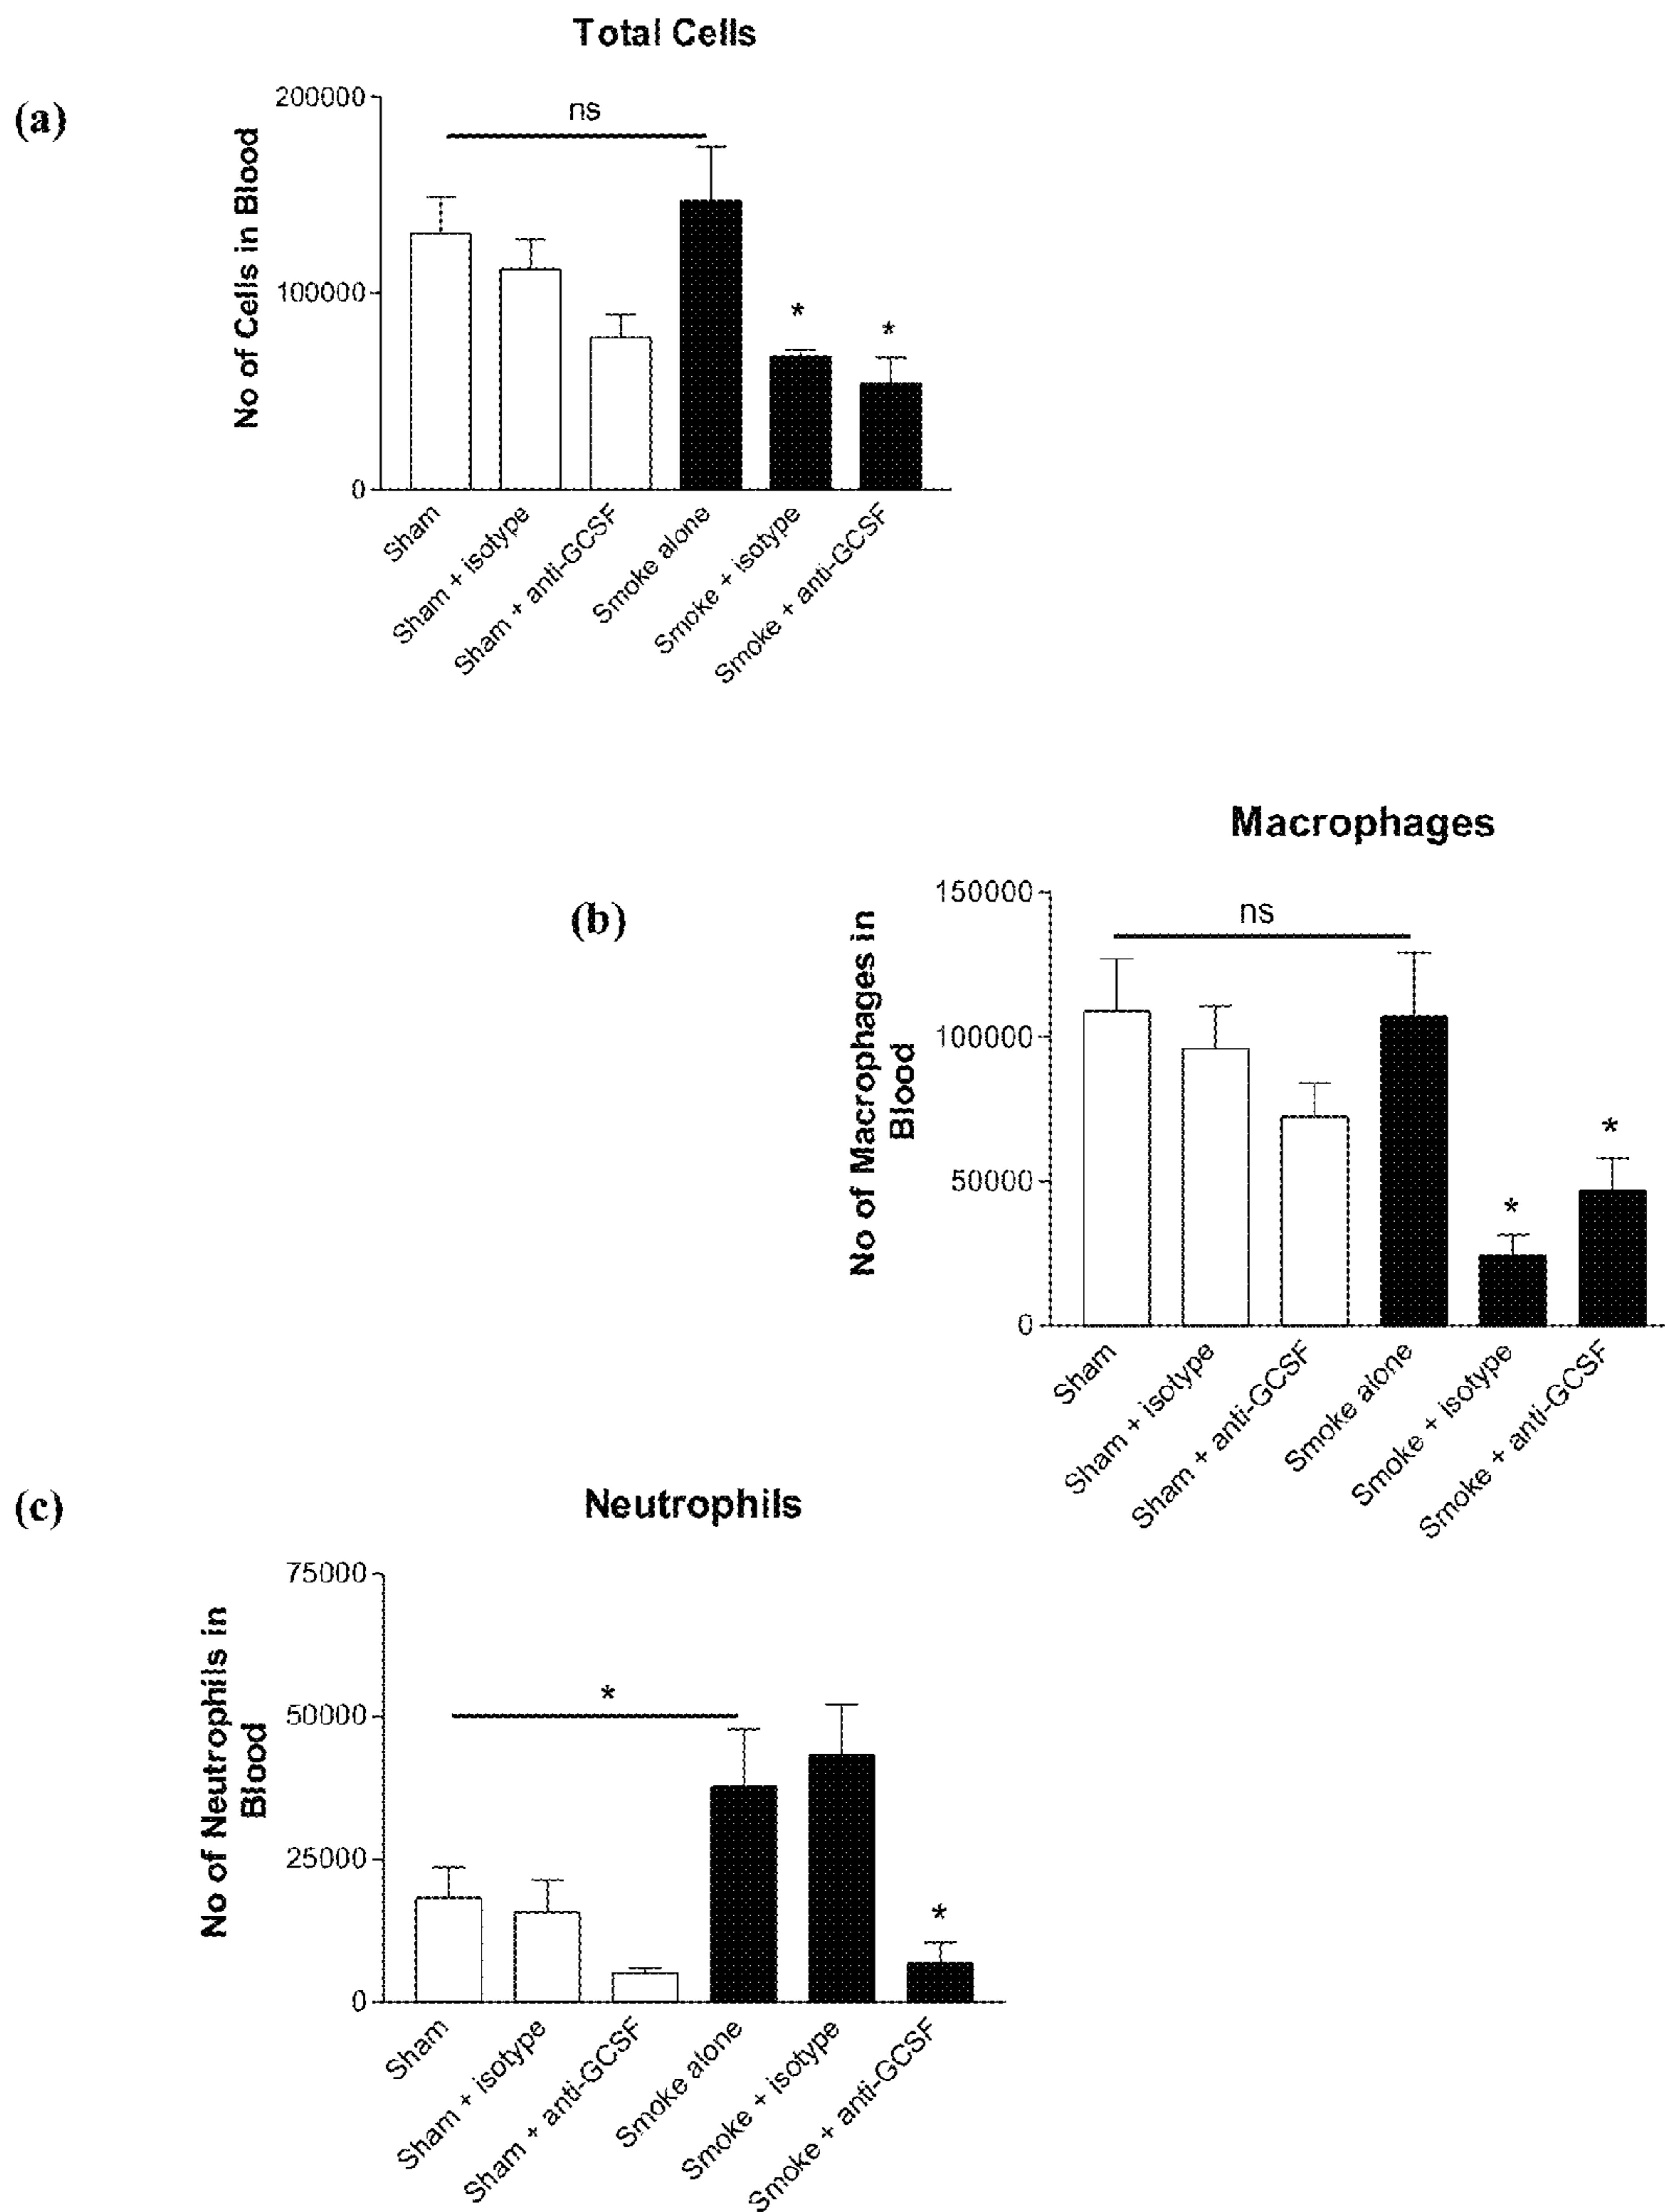 Total Cells
(a)
No of Cells in Blood
200000
100000
0
ns
*
*
Sham
Sham + isotype
Sham + anti-GCSF
Smoke alone
Smoke + isotype
Smoke + anti-GCSF
Macrophages
(b)
No of Macrophages in
Blood
150000
100000
50000
0
ns
*
*
Sham
Sham + isotype
Sham + anti-GCSF
Smoke alone
Smoke + isotype
Smoke + anti-GCSF
(c)
Neutrophils
No of Neutrophils in
Blood
75000
50000
25000
0
*
*
Sham
Sham + isotype
Sham + anti-GCSF
Smoke alone
Smoke + isotype
Smoke + anti-GCSF